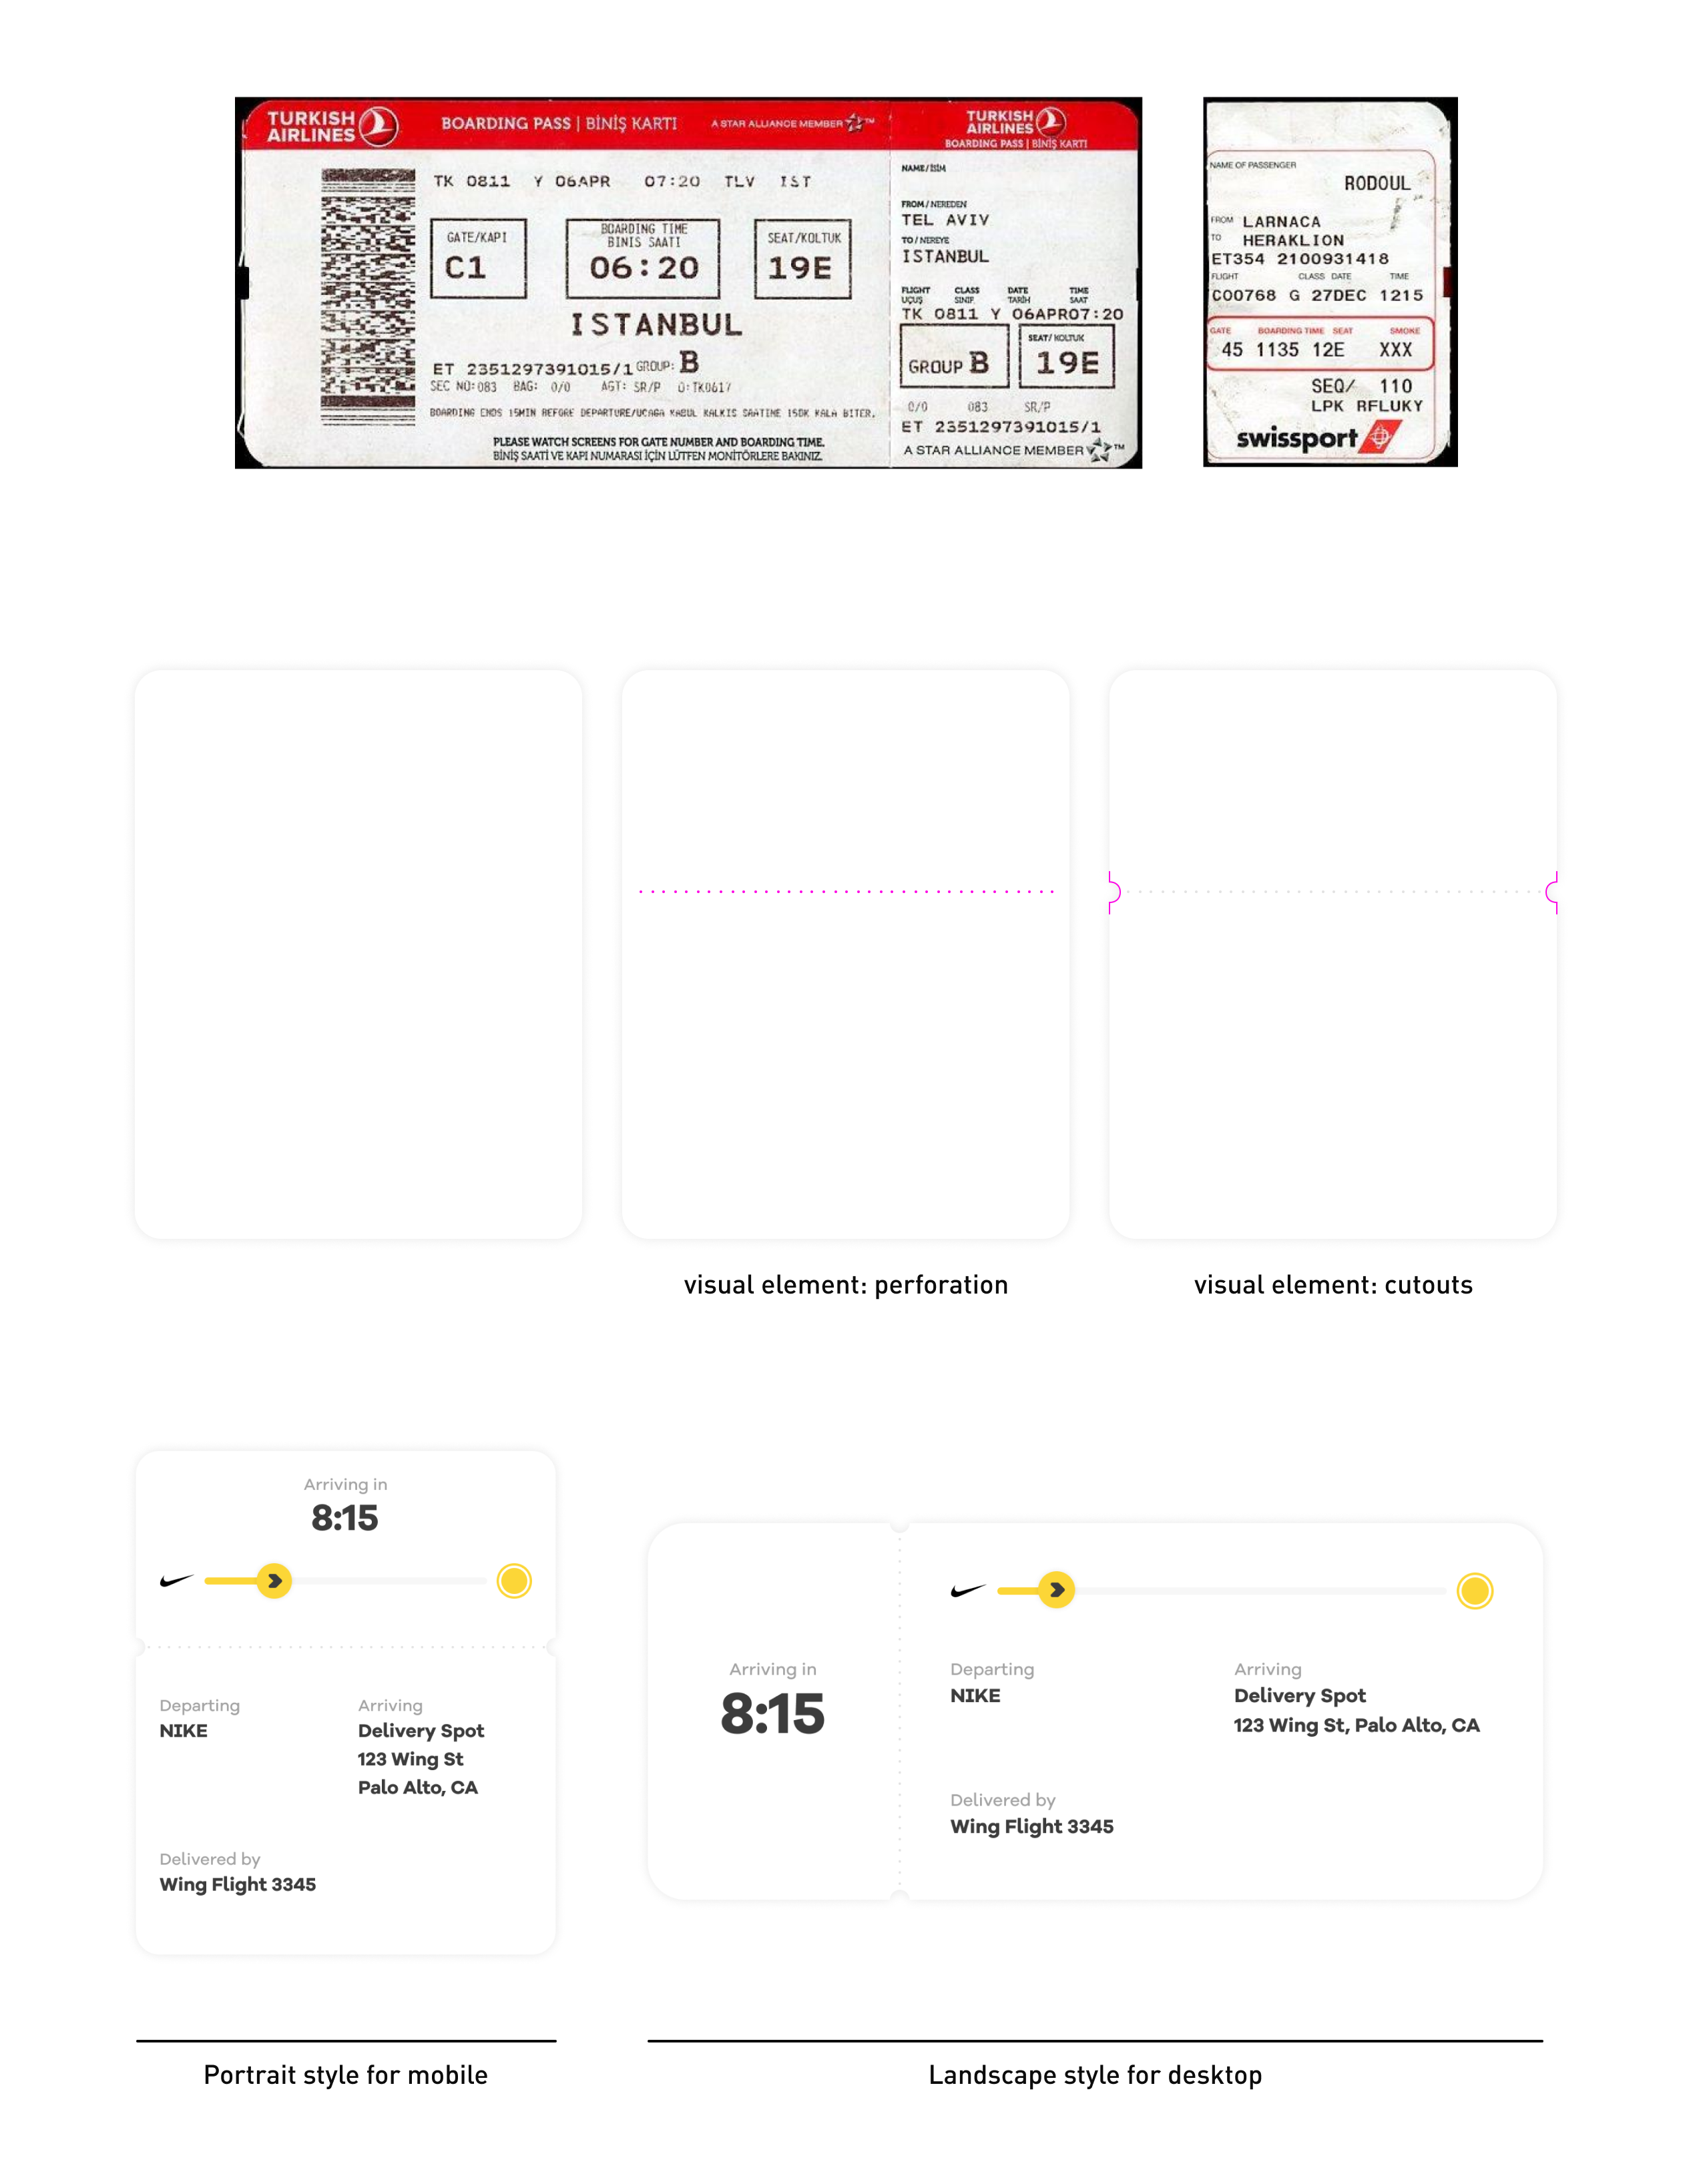 TURKISH
AIRLINES
BOARDING PASS | BİNİŞ KARTI
A STAR ALLIANCE MEMBER TM
TK 0811 Y 06APR 07:20 TLV IST
GATE/KAPI
C1
BOARDING TIME
BINIS SAATI
06:20
SEAT/KOLTUK
19E
ISTANBUL
ET 2351297391015/1 GROUP: B
SEC NO:083 BAG: 0/0 AGT: SR/P O:TK0617
BOARDING ENDS 15MIN BEFORE DEPARTURE/UCAGA KABUL KALKIS SAATINE 15DK KALA BITER.
PLEASE WATCH SCREENS FOR GATE NUMBER AND BOARDING TIME.
BİNİŞ SAATİ VE KAPI NUMARASI İÇİN LÜTFEN MONİTÖRLERE BAKINIZ.
TURKISH
AIRLINES
BOARDING PASS | BİNİŞ KARTI
NAME/İSİM
FROM/NEREDEN
TEL AVIV
TO/NEREYE
ISTANBUL
FLIGHT CLASS DATE TIME
UÇUŞ SINIF TARİH SAAT
TK 0811 Y 06APR07:20
GROUP B
SEAT/KOLTUK
19E
0/0 083 SR/P
ET 2351297391015/1
A STAR ALLIANCE MEMBER TM
NAME OF PASSENGER
RODOUL
FROM LARNACA
TO HERAKLION
ET354 2100931418
FLIGHT CLASS DATE TIME
CO0768 G 27DEC 1215
GATE BOARDING TIME SEAT SMOKE
45 1135 12E XXX
SEQ/ 110
LPK RFLUKY
swissport
visual element: perforation
visual element: cutouts
Arriving in
8:15
Departing
NIKE
Arriving
Delivery Spot
123 Wing St
Palo Alto, CA
Delivered by
Wing Flight 3345
Arriving in
8:15
Departing
NIKE
Arriving
Delivery Spot
123 Wing St, Palo Alto, CA
Delivered by
Wing Flight 3345
Portrait style for mobile
Landscape style for desktop